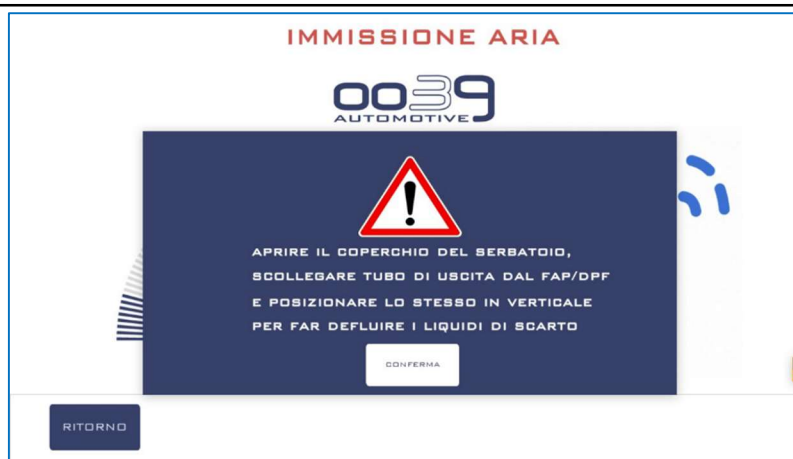 IMMISSIONE ARIA
0039
AUTOMOTIVE
!
APRIRE IL COPERCHIO DEL SERBATOIO,
SCOLLEGARE TUBO DI USCITA DAL FAP/DPF
E POSIZIONARE LO STESSO IN VERTICALE
PER FAR DEFLUIRE I LIQUIDI DI SCARTO
CONFERMA
RITORNO